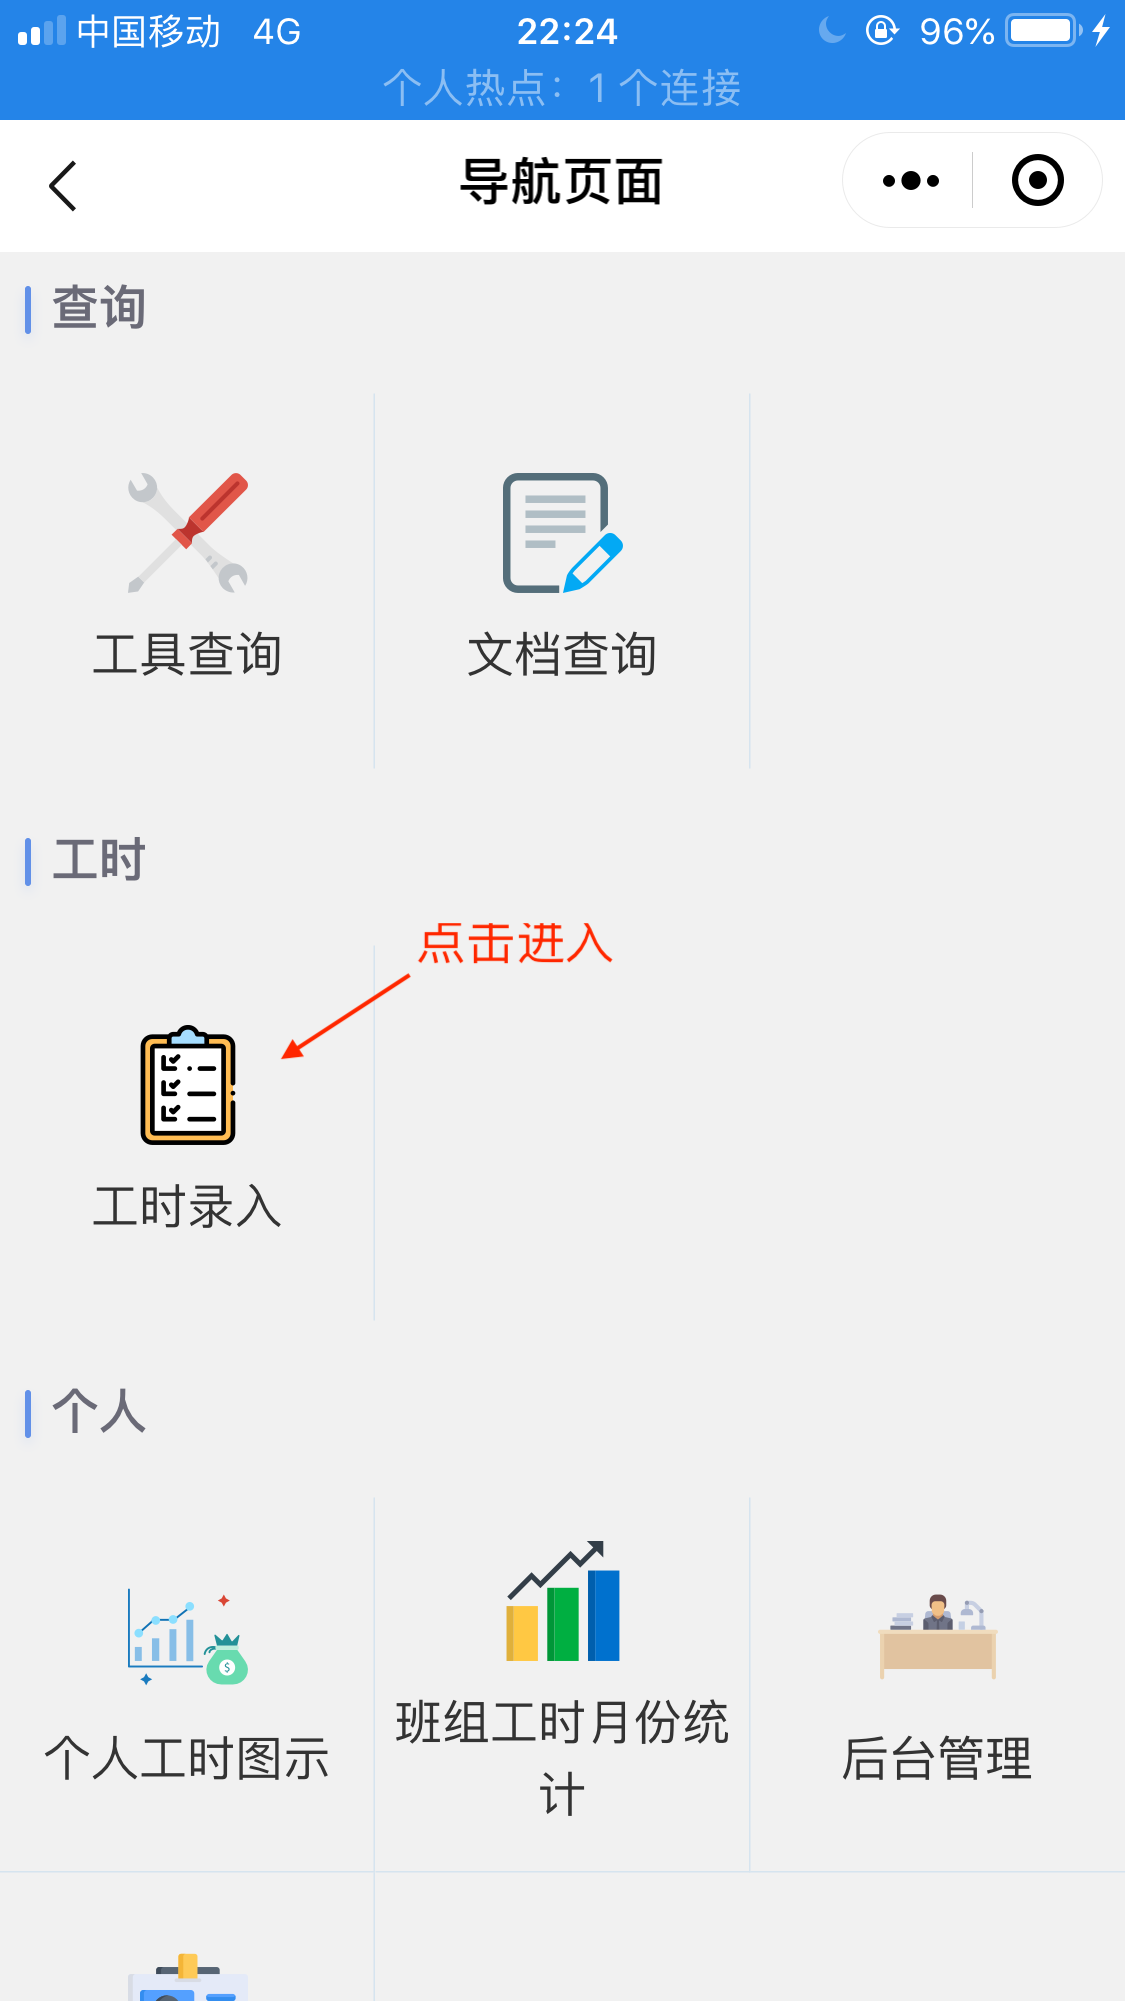 中国移动 4G 22:24 96%
个人热点：1 个连接
导航页面
查询
工具查询
文档查询
工时
点击进入
工时录入
个人
个人工时图示
班组工时月份统
计
后台管理